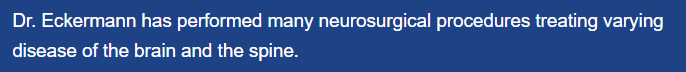 Dr. Eckermann has performed many neurosurgical procedures treating varying
disease of the brain and the spine.